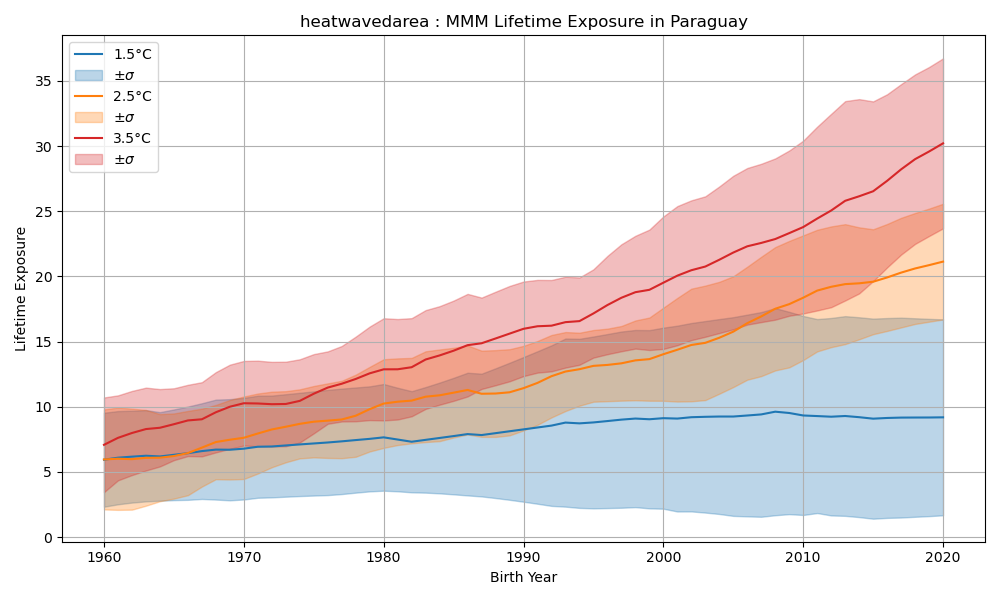 heatwavedarea : MMM Lifetime Exposure in Paraguay
1.5°C
±σ
2.5°C
±σ
3.5°C
±σ
Lifetime Exposure
35
30
25
20
15
10
5
0
1960 1970 1980 1990 2000 2010 2020
Birth Year